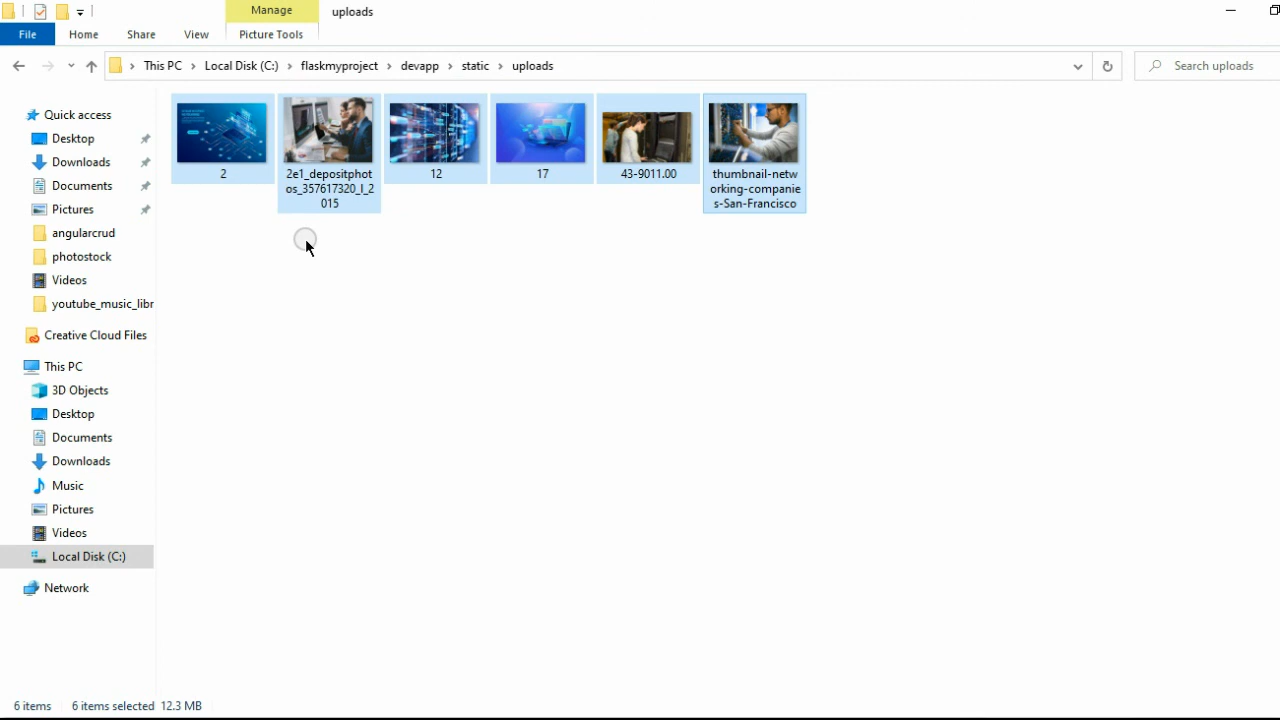 Manage
uploads
File
Home
Share
View
Picture Tools
This PC
Local Disk (C:)
flaskmyproject
devapp
static
uploads
Search uploads
Quick access
Desktop
Downloads
Documents
Pictures
angularcrud
photostock
Videos
youtube_music_libr
Creative Cloud Files
This PC
3D Objects
Desktop
Documents
Downloads
Music
Pictures
Videos
Local Disk (C:)
Network
2
2e1_depositphot
os_357617320_l_2
015
12
17
43-9011.00
thumbnail-netw
orking-companie
s-San-Francisco
6 items
6 items selected 12.3 MB